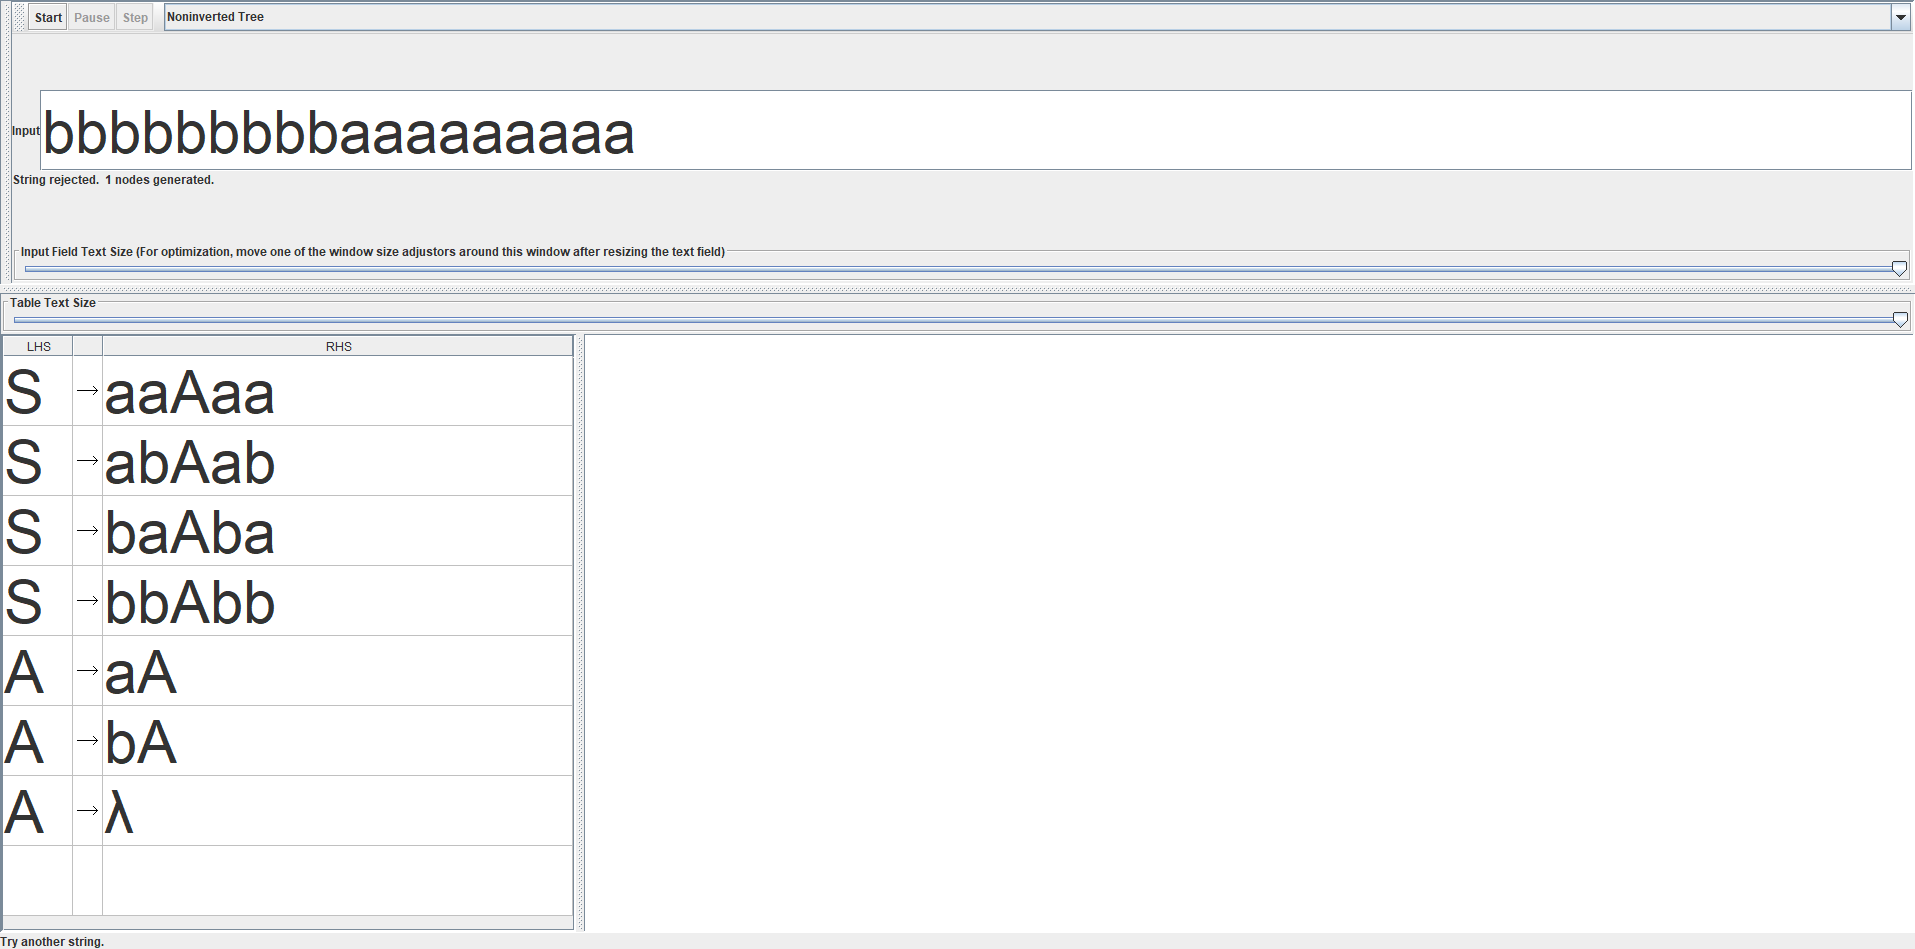 Start Pause Step Noninverted Tree
Input bbbbbbbbbaaaaaaaaa
String rejected. 1 nodes generated.
Input Field Text Size (For optimization, move one of the window size adjustors around this window after resizing the text field)
Table Text Size
LHS RHS
S → aaAaa
S → abAab
S → baAba
S → bbAbb
A → aA
A → bA
A → λ
Try another string.